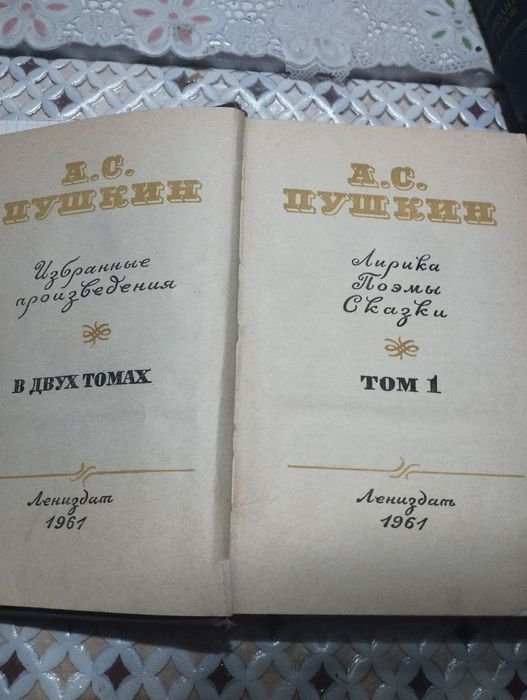 А.С.
ПУШКИН
Избранные
произведения
В ДВУХ ТОМАХ
Лениздат
1961
А.С.
ПУШКИН
Лирика
Поэмы
Сказки
ТОМ 1
Лениздат
1961